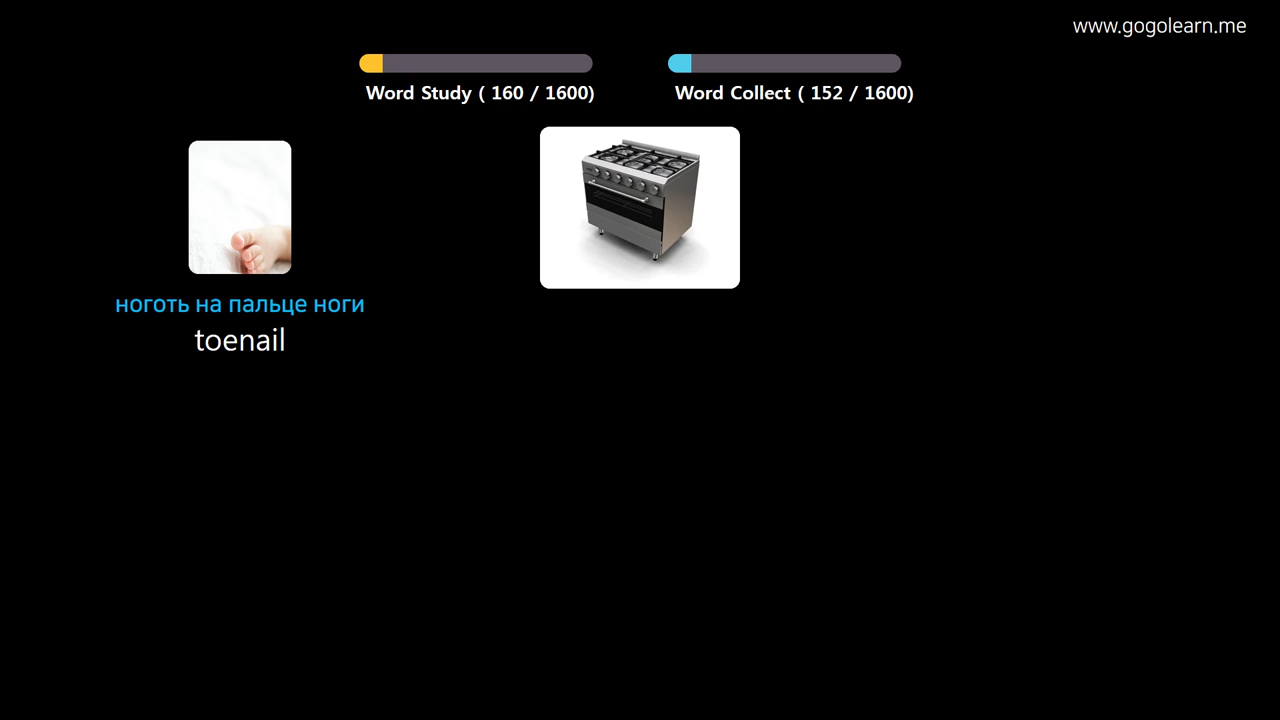 www.gogolearn.me
Word Study ( 160 / 1600)
Word Collect ( 152 / 1600)
ноготь на пальце ноги
toenail